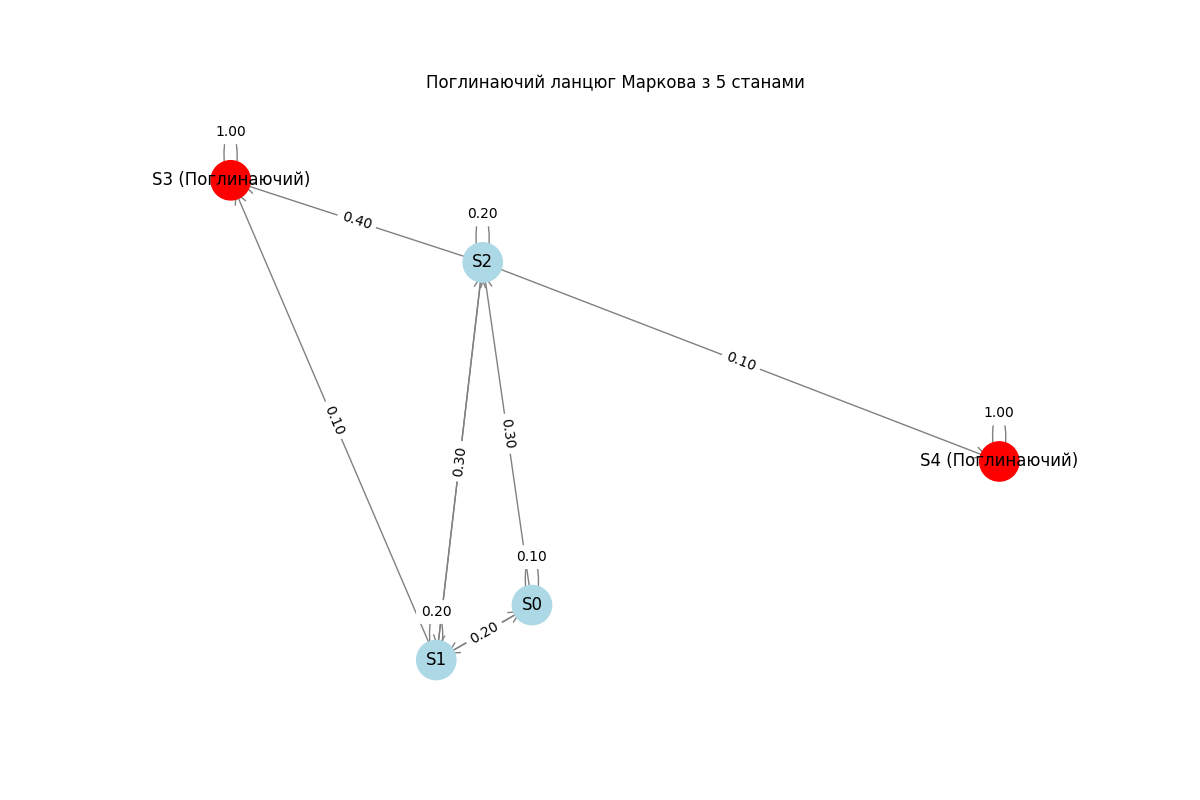 Поглинаючий ланцюг Маркова з 5 станами
1.00
S3 (Поглинаючий)
0.40
0.20
S2
0.10
1.00
0.10
0.30
0.30
S4 (Поглинаючий)
0.10
S0
0.20
0.20
S1